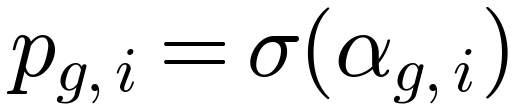 p_{g, i} = σ(α_{g, i})